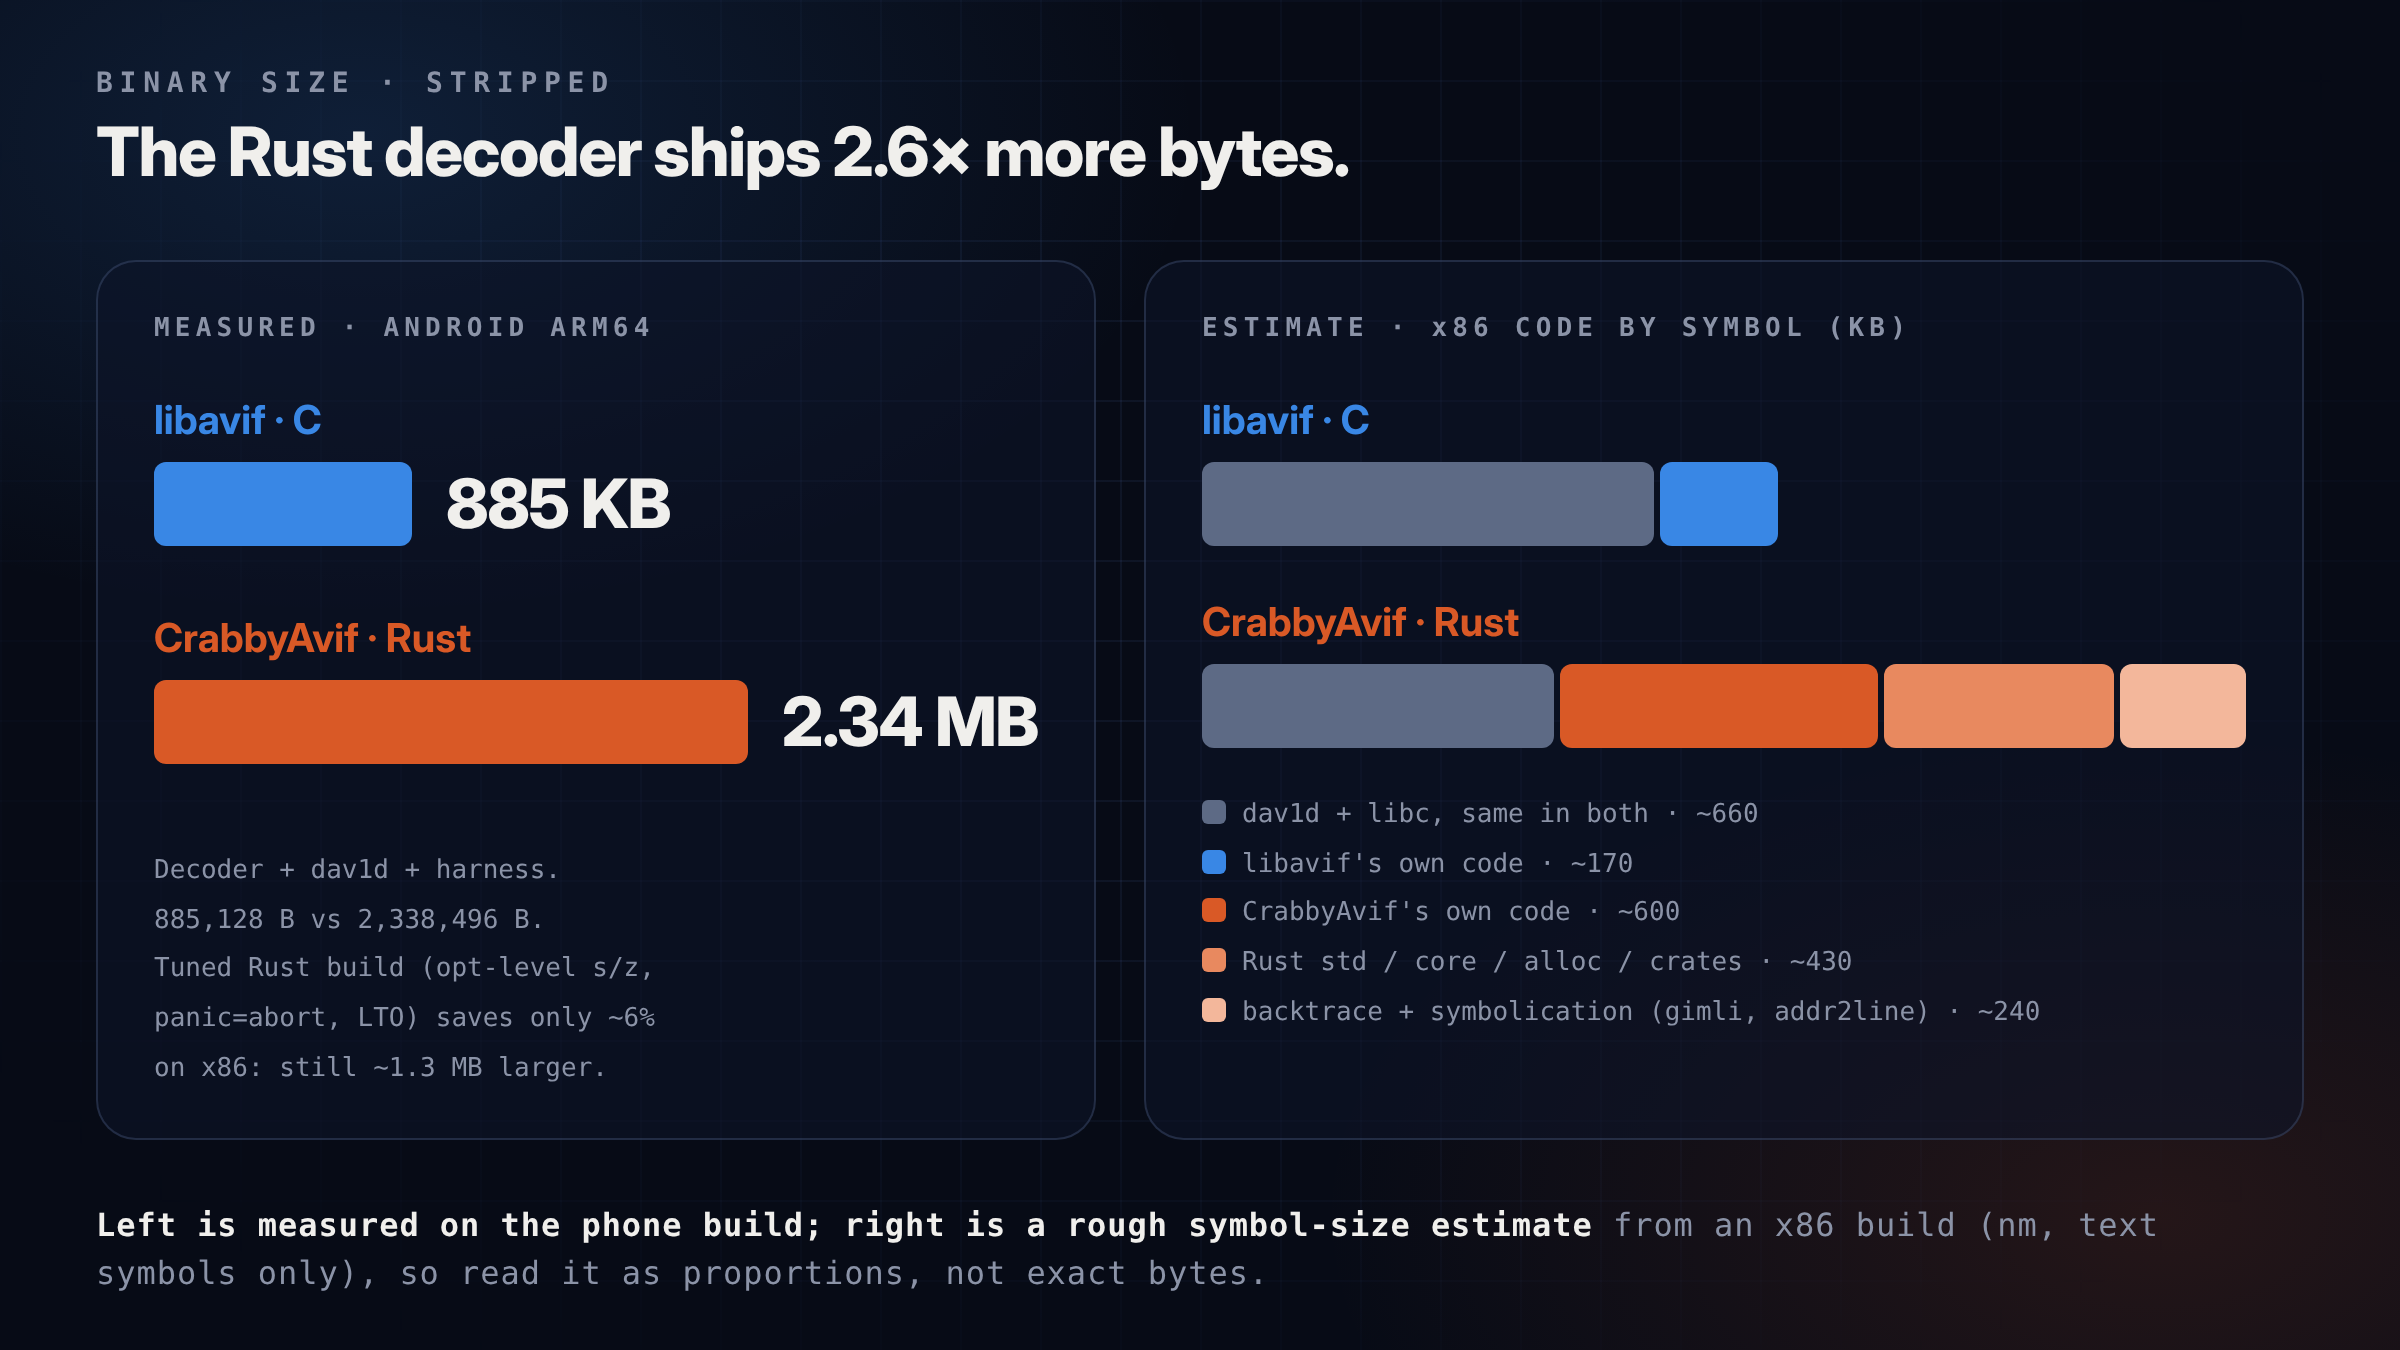 BINARY SIZE · STRIPPED
The Rust decoder ships 2.6× more bytes.
MEASURED · ANDROID ARM64
libavif · C
885 KB
CrabbyAvif · Rust
2.34 MB
Decoder + dav1d + harness.
885,128 B vs 2,338,496 B.
Tuned Rust build (opt-level s/z,
panic=abort, LTO) saves only ~6%
on x86: still ~1.3 MB larger.
ESTIMATE · x86 CODE BY SYMBOL (KB)
libavif · C
CrabbyAvif · Rust
dav1d + libc, same in both · ~660
libavif's own code · ~170
CrabbyAvif's own code · ~600
Rust std / core / alloc / crates · ~430
backtrace + symbolication (gimli, addr2line) · ~240
Left is measured on the phone build; right is a rough symbol-size estimate from an x86 build (nm, text
symbols only), so read it as proportions, not exact bytes.